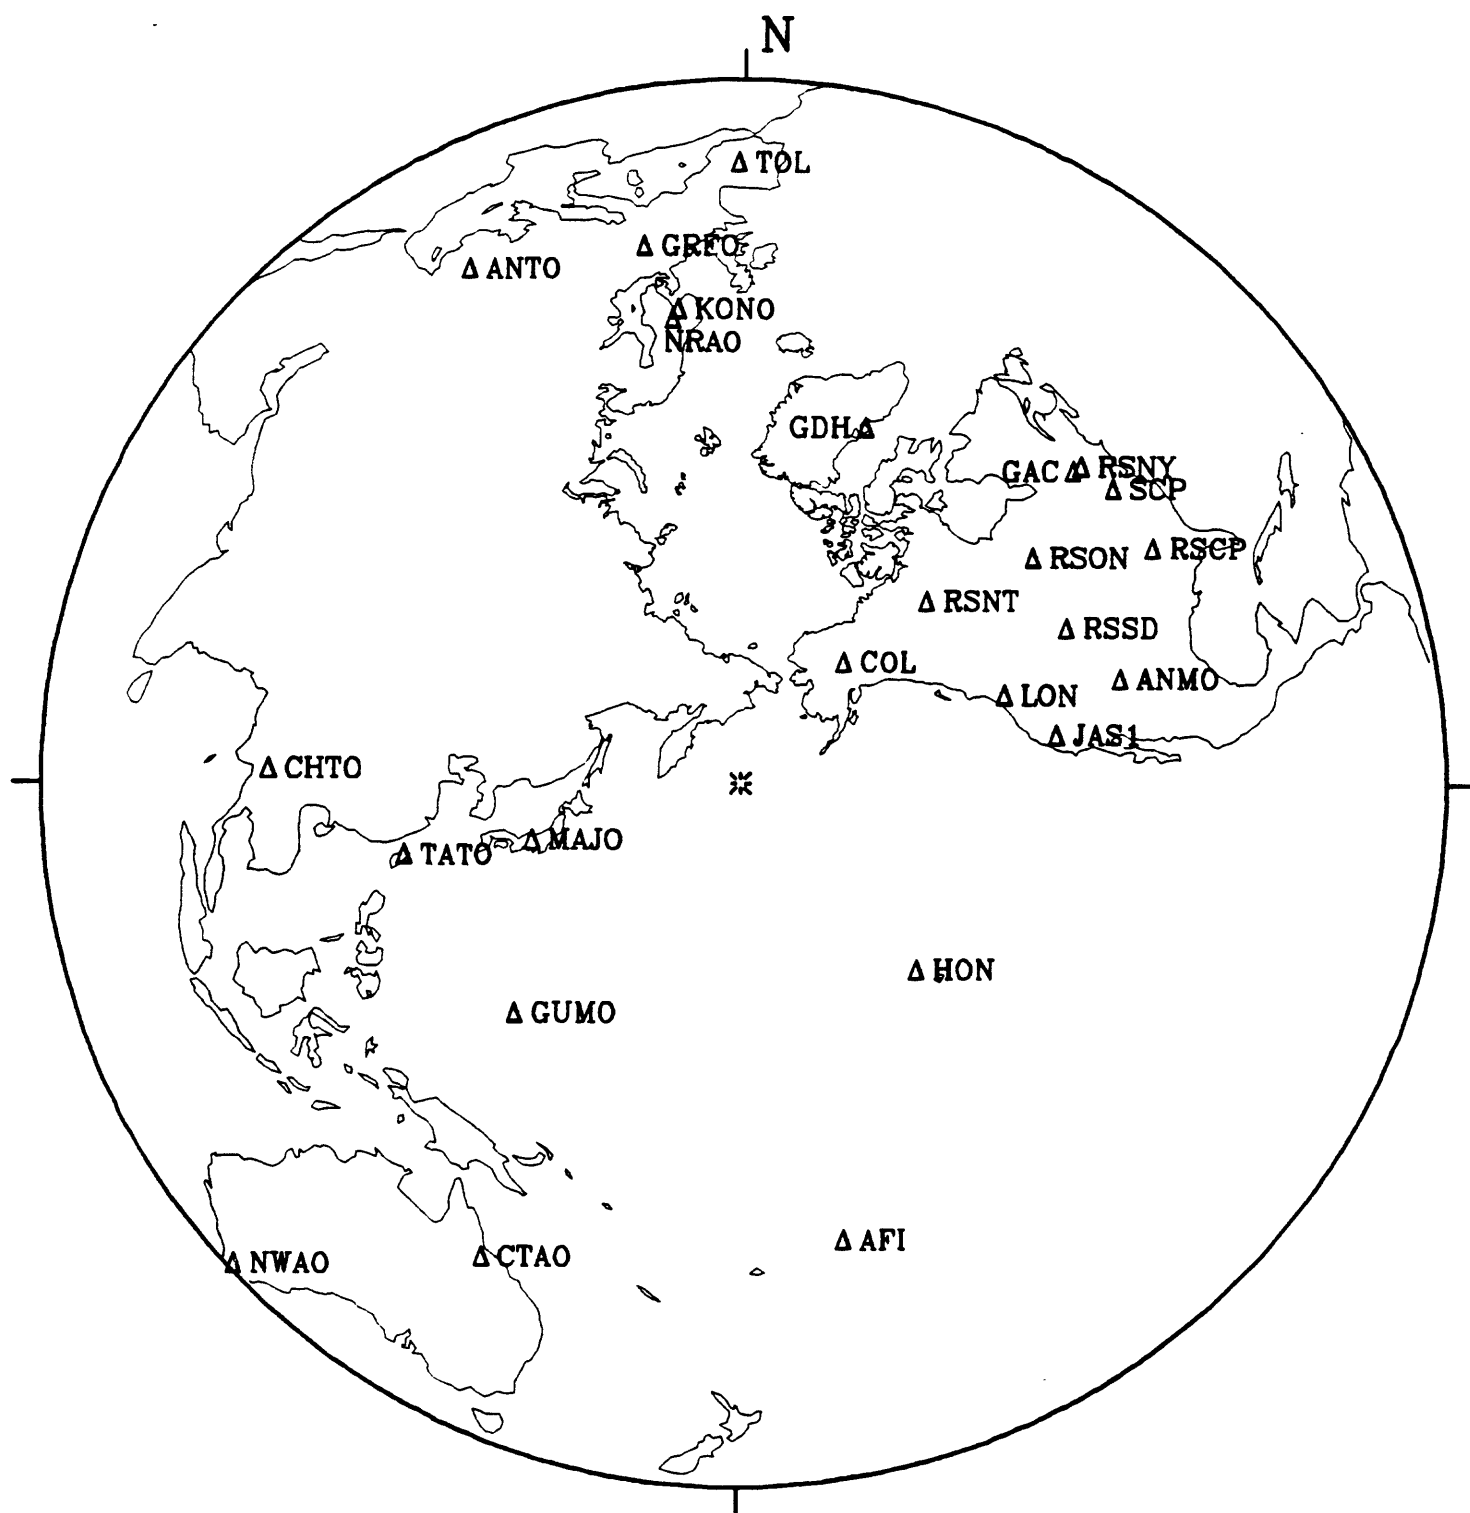 N
TOL
GRFO
ANTO
KONO
NRAO
GDH
GAC
RSNY
SCP
RSON
RSCP
RSNT
RSSD
COL
ANMO
LON
JAS1
CHTO
MAJO
TATO
HON
GUMO
AFI
CTAO
NWAO